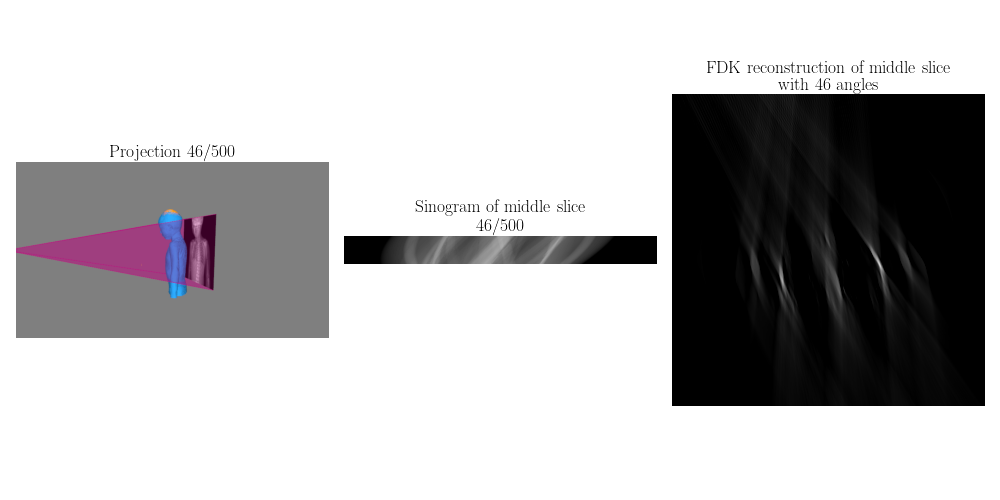 Projection 46/500
Sinogram of middle slice
46/500
FDK reconstruction of middle slice
with 46 angles